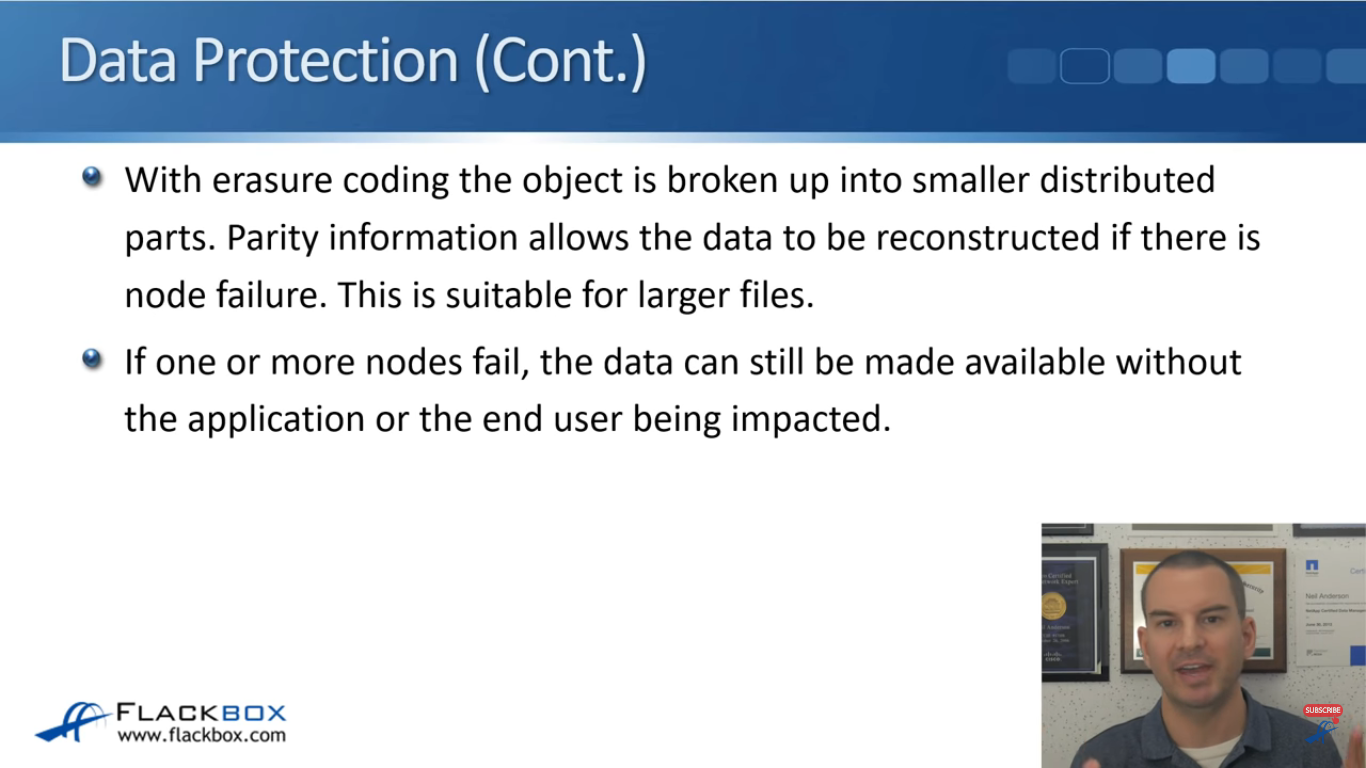 Data Protection (Cont.)
With erasure coding the object is broken up into smaller distributed
parts. Parity information allows the data to be reconstructed if there is
node failure. This is suitable for larger files.
If one or more nodes fail, the data can still be made available without
the application or the end user being impacted.
FLACKBOX
www.flackbox.com
Neil Anderson
SUBSCRIBE